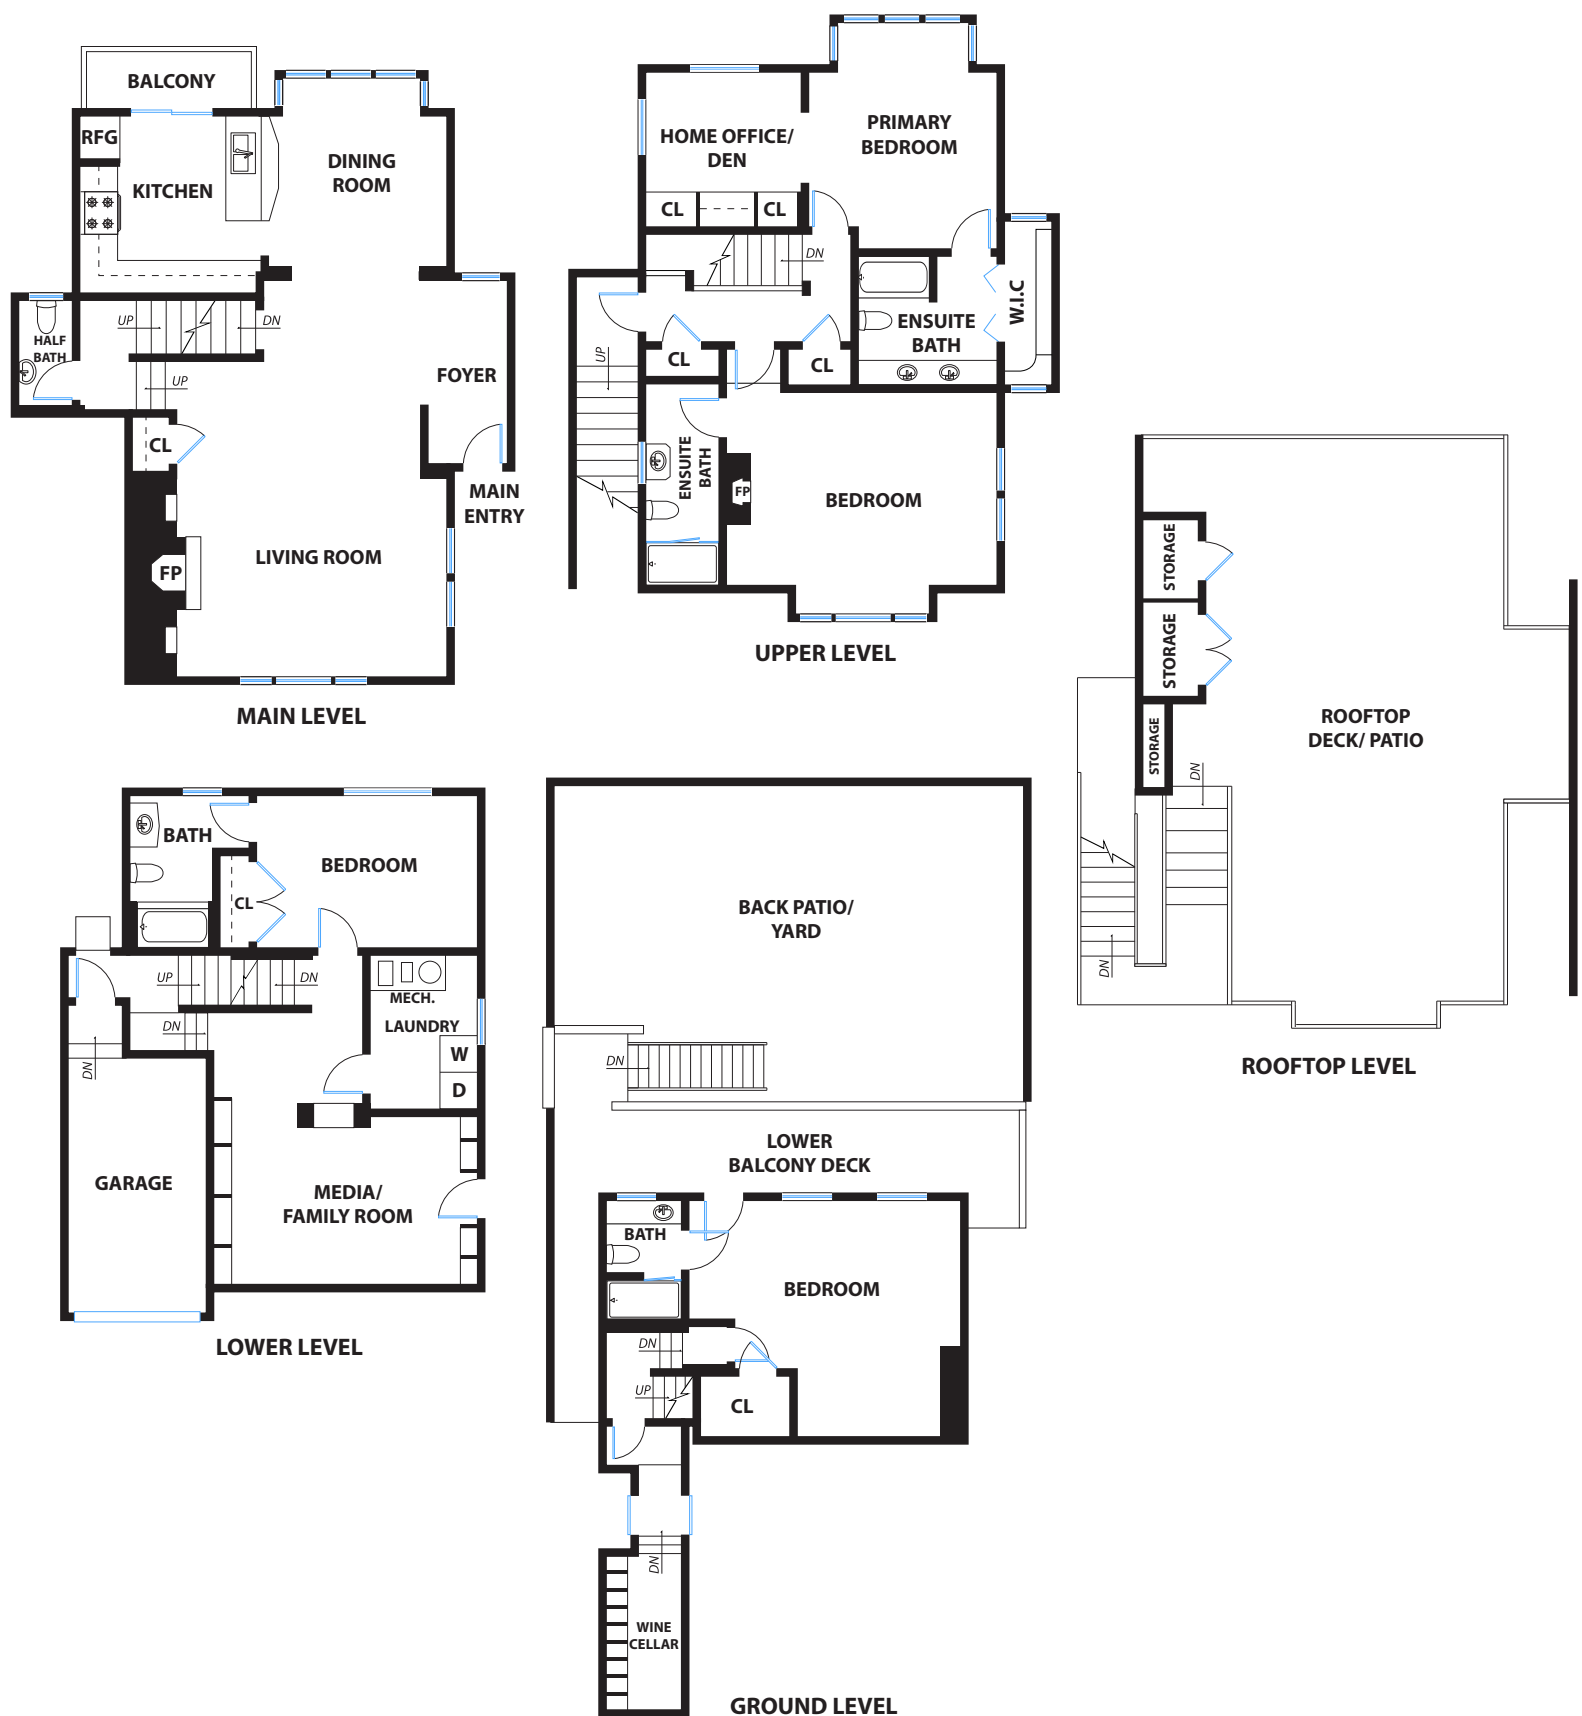 BALCONY
RFG
KITCHEN
DINING
ROOM
UP
DN
HALF
BATH
UP
FOYER
CL
MAIN
ENTRY
LIVING ROOM
FP
MAIN LEVEL
HOME OFFICE/
DEN
PRIMARY
BEDROOM
CL
CL
DN
W.I.C
ENSUITE
BATH
UP
CL
CL
ENSUITE
BATH
FP
BEDROOM
UPPER LEVEL
STORAGE
STORAGE
STORAGE
ROOFTOP
DECK/ PATIO
DN
DN
ROOFTOP LEVEL
BATH
BEDROOM
CL
UP
DN
MECH.
LAUNDRY
DN
DN
W
D
GARAGE
MEDIA/
FAMILY ROOM
LOWER LEVEL
BACK PATIO/
YARD
DN
LOWER
BALCONY DECK
BATH
BEDROOM
DN
UP
CL
DN
WINE
CELLAR
GROUND LEVEL